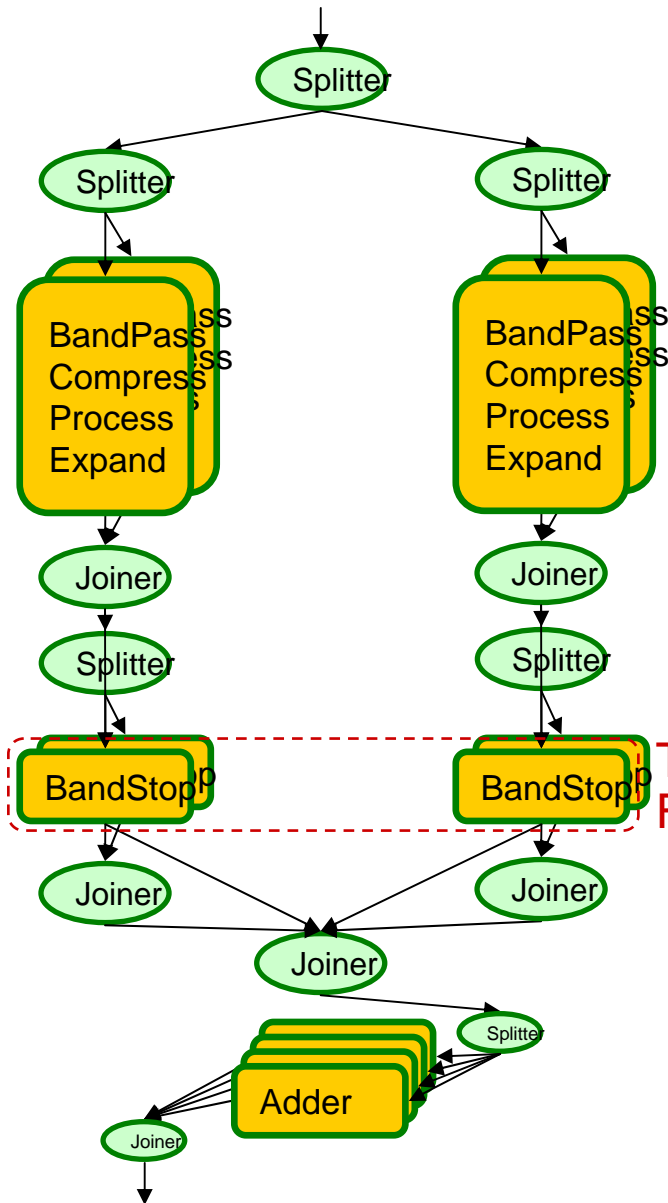 Splitter
Splitter
Splitter
BandPass
Compress
Process
Expand
BandPass
Compress
Process
Expand
Joiner
Joiner
Splitter
Splitter
BandStop
BandStop
Joiner
Joiner
Joiner
Splitter
Adder
Joiner